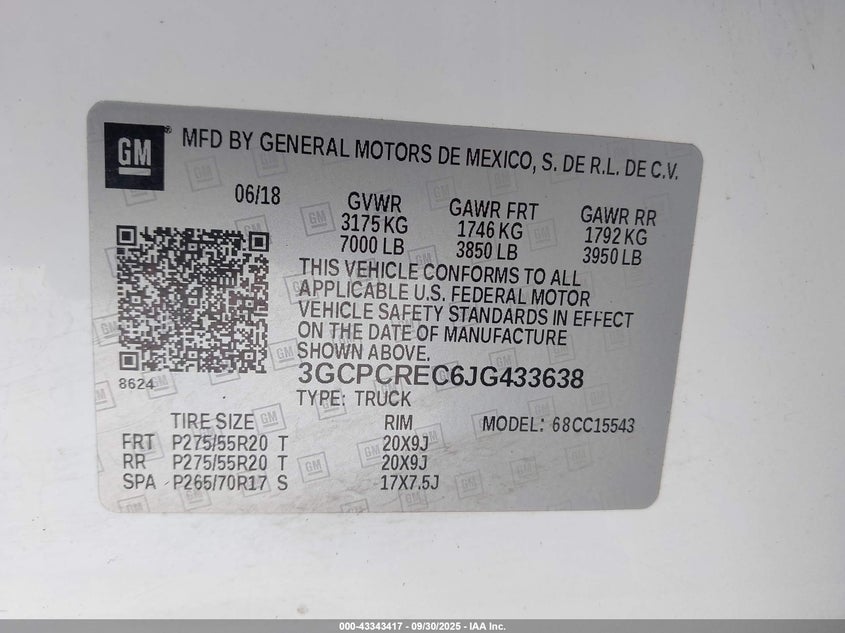 GM
MFD BY GENERAL MOTORS DE MEXICO, S. DE R.L. DE C.V.
06/18
GVWR GAWR FRT GAWR RR
3175 KG 1746 KG 1792 KG
7000 LB 3850 LB 3950 LB
THIS VEHICLE CONFORMS TO ALL
APPLICABLE U.S. FEDERAL MOTOR
VEHICLE SAFETY STANDARDS IN EFFECT
ON THE DATE OF MANUFACTURE
SHOWN ABOVE.
8624
3GCPCREC6JG433638
TYPE: TRUCK
TIRE SIZE RIM MODEL: 68CC15543
FRT P275/55R20 T 20X9J
RR P275/55R20 T 20X9J
SPA P265/70R17 S 17X7.5J
000-43343417 - 09/30/2025 - IAA Inc.